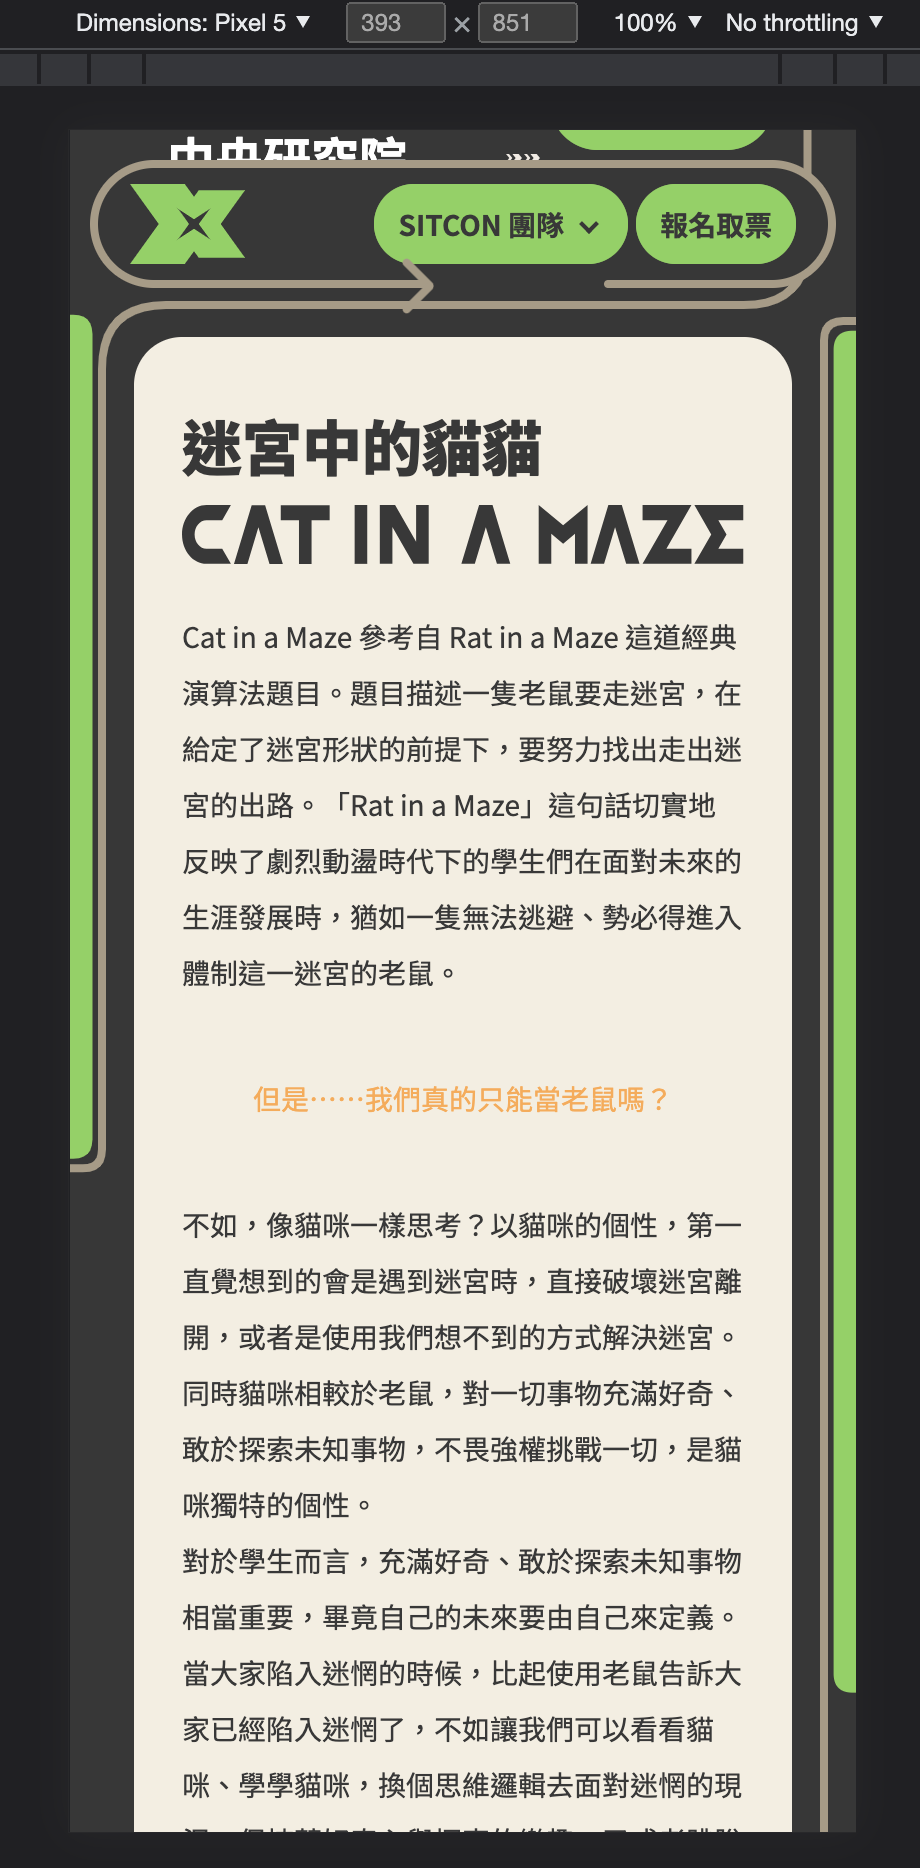 Dimensions: Pixel 5 ▼ 393 × 851 100% ▼ No throttling ▼
中央研究院
SITCON 團隊 報名取票
迷宮中的貓貓
CAT IN A MAZE
Cat in a Maze 參考自 Rat in a Maze 這道經典
演算法題目。題目描述一隻老鼠要走迷宮，在
給定了迷宮形狀的前提下，要努力找出走出迷
宮的出路。「Rat in a Maze」這句話切實地
反映了劇烈動盪時代下的學生們在面對未來的
生涯發展時，猶如一隻無法逃避、勢必得進入
體制這一迷宮的老鼠。
但是⋯⋯我們真的只能當老鼠嗎？
不如，像貓咪一樣思考？以貓咪的個性，第一
直覺想到的會是遇到迷宮時，直接破壞迷宮離
開，或者是使用我們想不到的方式解決迷宮。
同時貓咪相較於老鼠，對一切事物充滿好奇、
敢於探索未知事物，不畏強權挑戰一切，是貓
咪獨特的個性。
對於學生而言，充滿好奇、敢於探索未知事物
相當重要，畢竟自己的未來要由自己來定義。
當大家陷入迷惘的時候，比起使用老鼠告訴大
家已經陷入迷惘了，不如讓我們可以看看貓
咪、學學貓咪，換個思維邏輯去面對迷惘的現